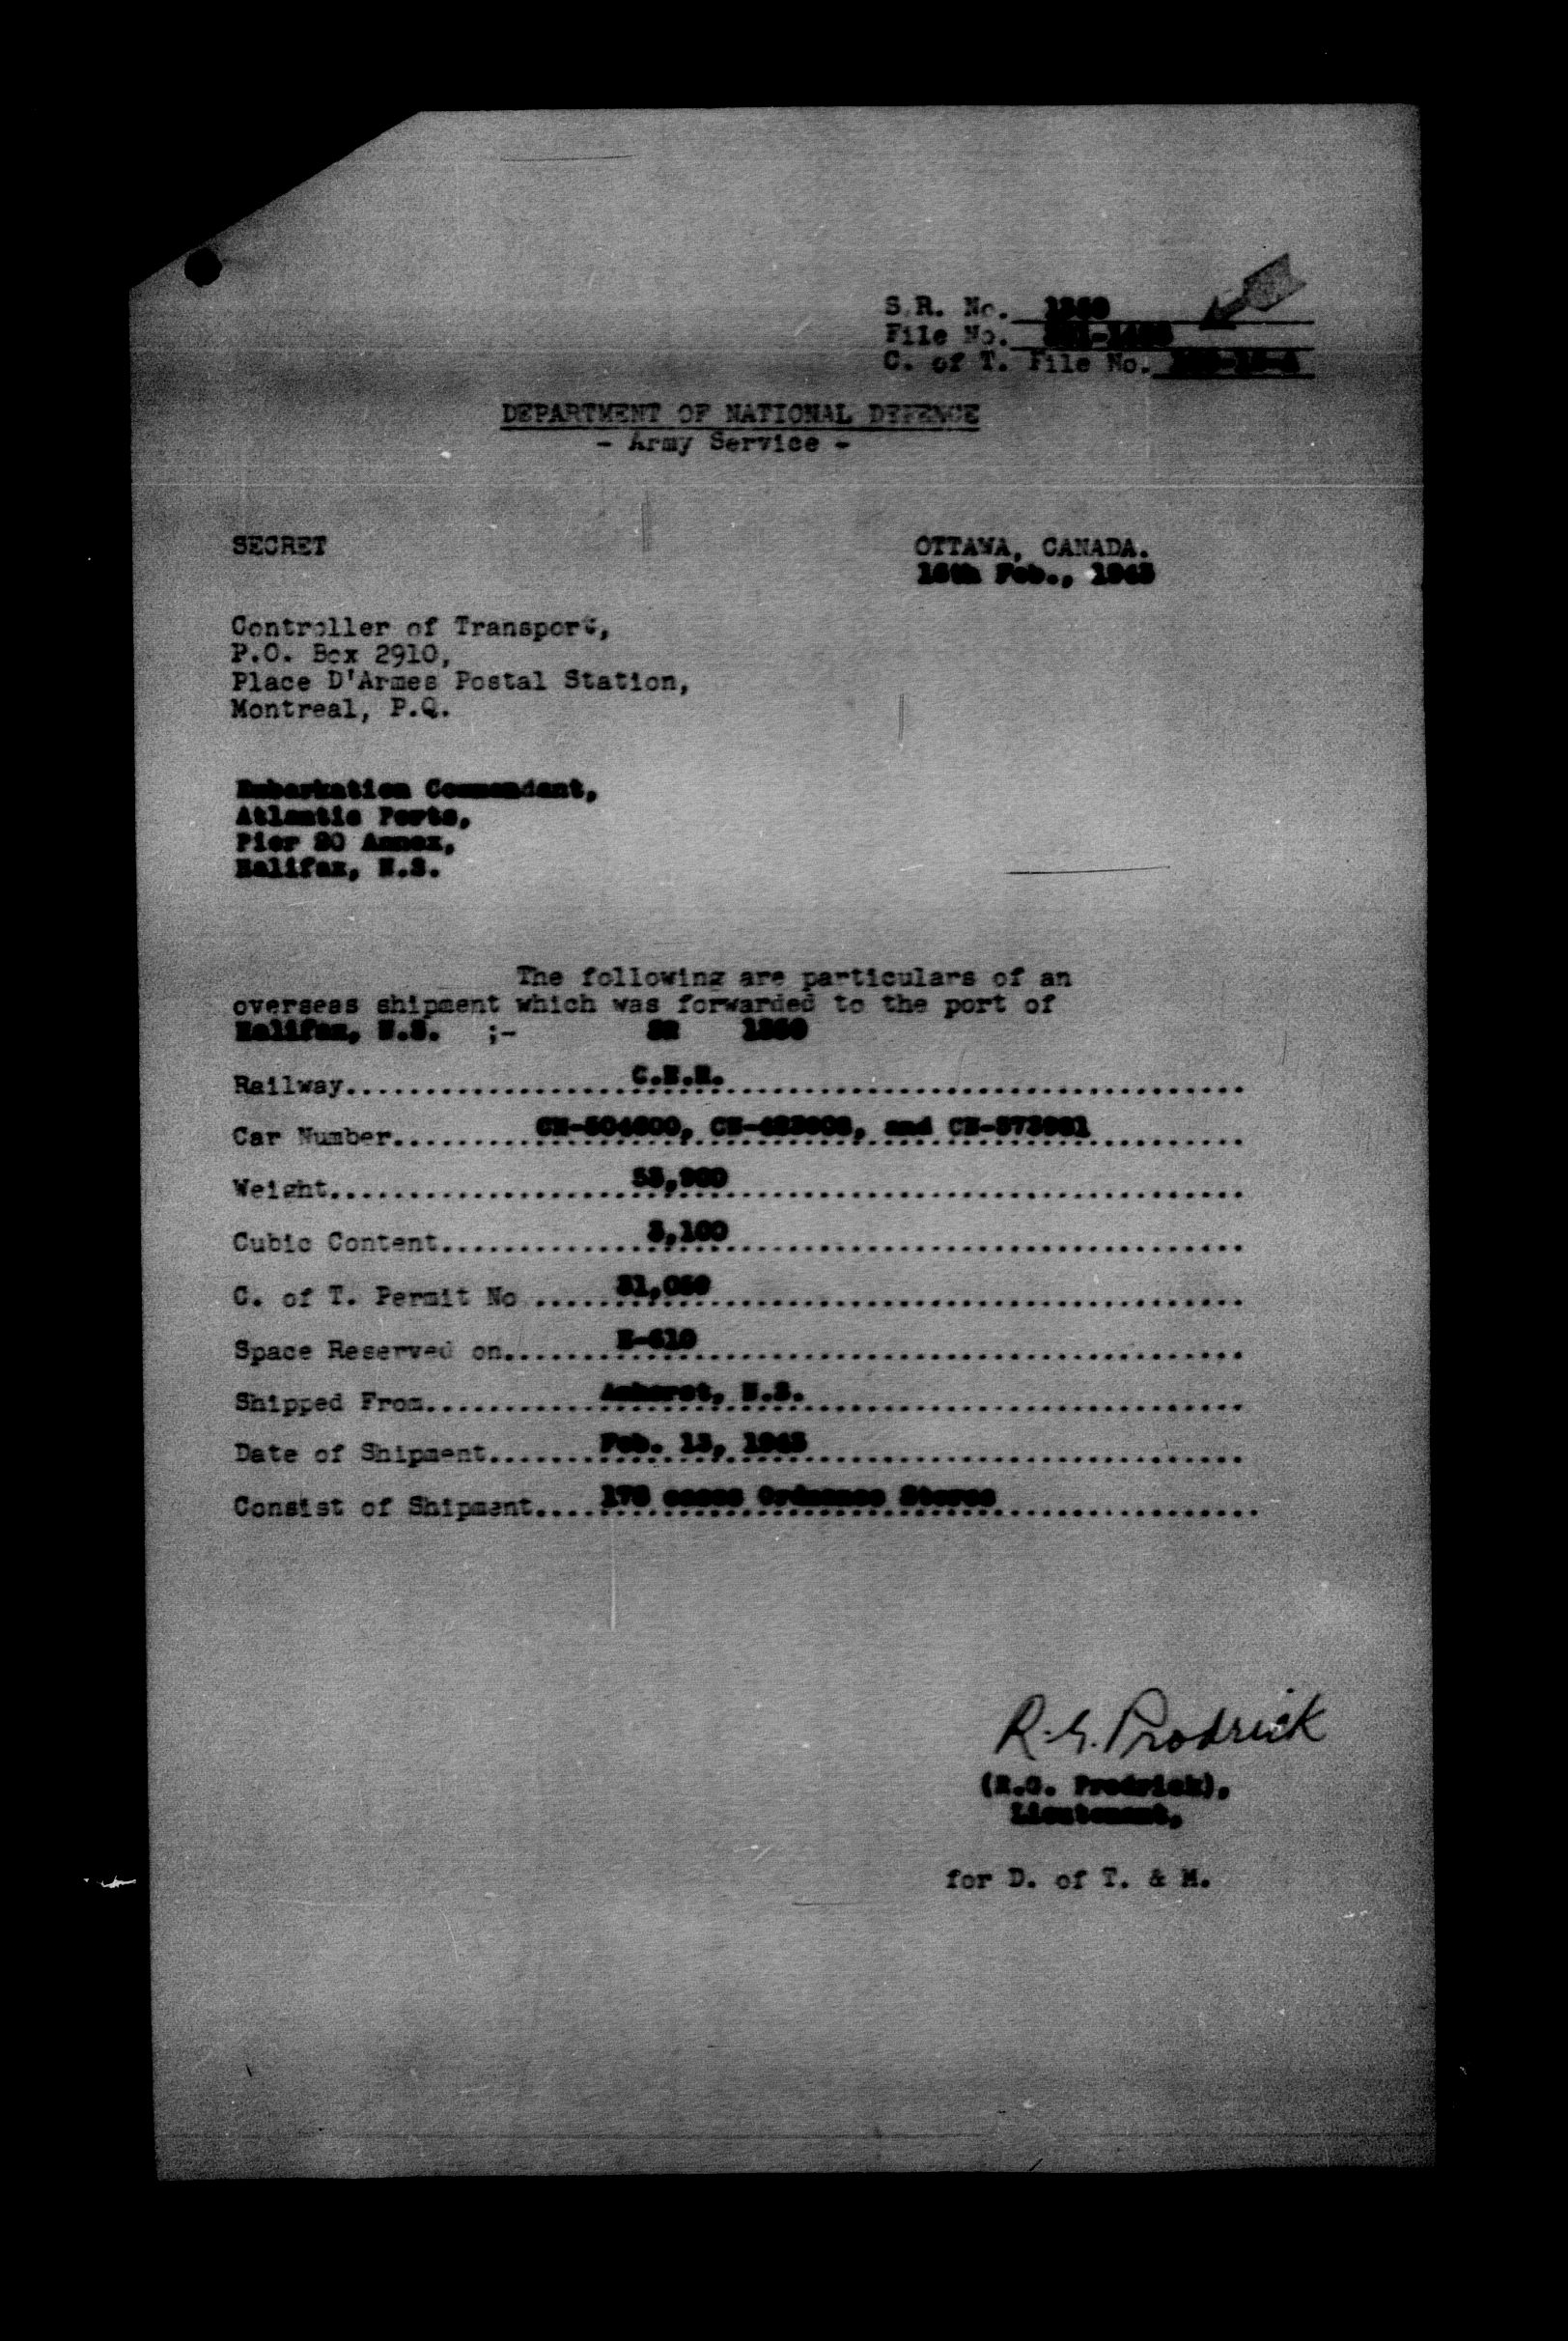 S.R. No. 1360
File No.
C. of T. File No.
DEPARTMENT OF NATIONAL DEFENCE
- Army Service -
SECRET
OTTAWA, CANADA.
16th Feb., 1943
Controller of Transport,
P.O. Box 2910,
Place D'Armes Postal Station,
Montreal, P.Q.
Embarkation Commandant,
Atlantic Ports,
Pier 20 Annex,
Halifax, N.S.
The following are particulars of an
overseas shipment which was forwarded to the port of
Halifax, N.S. ;- SR 1360
Railway.......... C.N.R.
Car Number.......... and
Weight..........
Cubic Content.......... 3,100
C. of T. Permit No ..........
Space Reserved on..........
Shipped From.......... Amherst, N.S.
Date of Shipment.......... Feb. 13, 1943
Consist of Shipment.......... cases Ordnance Stores
R.G. Prodrick
(R.G. Prodrick),
Lieutenant,
for D. of T. & M.